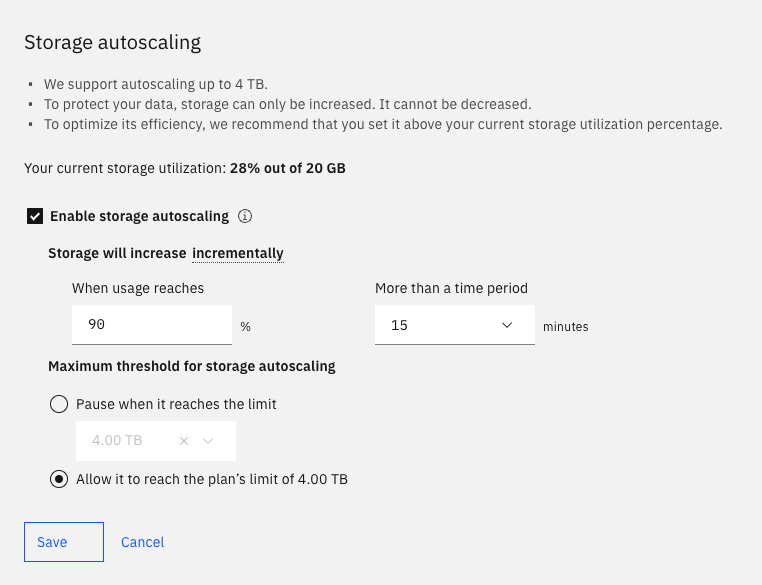 Storage autoscaling
• We support autoscaling up to 4 TB.
• To protect your data, storage can only be increased. It cannot be decreased.
• To optimize its efficiency, we recommend that you set it above your current storage utilization percentage.
Your current storage utilization: 28% out of 20 GB
Enable storage autoscaling
Storage will increase incrementally
When usage reaches
More than a time period
90 %
15 minutes
Maximum threshold for storage autoscaling
Pause when it reaches the limit
4.00 TB
Allow it to reach the plan’s limit of 4.00 TB
Save
Cancel